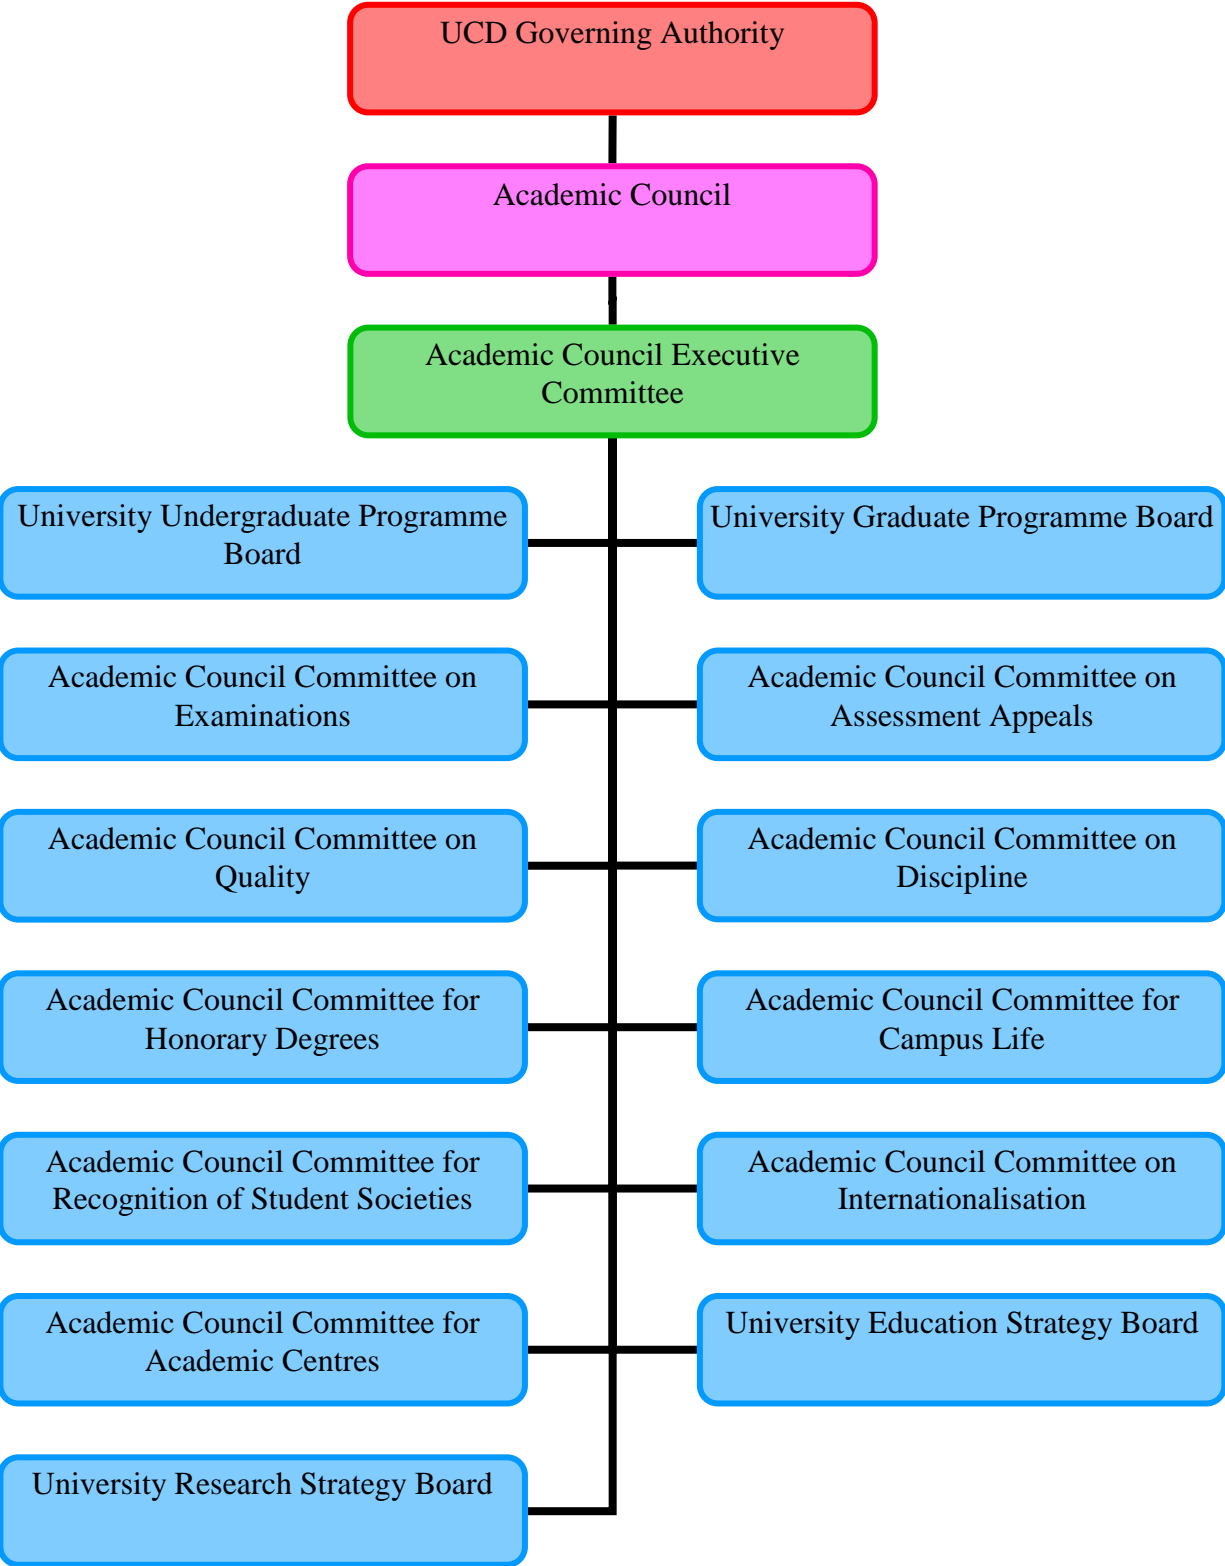 UCD Governing Authority
Academic Council
Academic Council Executive
Committee
University Undergraduate Programme
Board
University Graduate Programme Board
Academic Council Committee on
Examinations
Academic Council Committee on
Assessment Appeals
Academic Council Committee on
Quality
Academic Council Committee on
Discipline
Academic Council Committee for
Honorary Degrees
Academic Council Committee for
Campus Life
Academic Council Committee for
Recognition of Student Societies
Academic Council Committee on
Internationalisation
Academic Council Committee for
Academic Centres
University Education Strategy Board
University Research Strategy Board